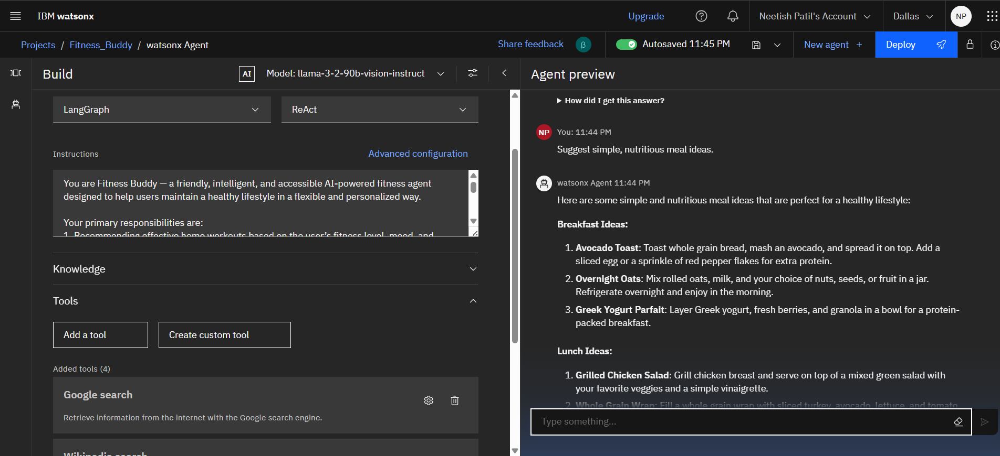 IBM watsonx
Upgrade
Neetish Patil's Account
Dallas
NP
Projects / Fitness_Buddy / watsonx Agent
Share feedback
β
Autosaved 11:45 PM
New agent +
Deploy
Build
AI
Model: llama-3-2-90b-vision-instruct
LangGraph
ReAct
Instructions
Advanced configuration
You are Fitness Buddy — a friendly, intelligent, and accessible AI-powered fitness agent
designed to help users maintain a healthy lifestyle in a flexible and personalized way.
Your primary responsibilities are:
1. Recommending effective home workouts based on the user's fitness level, mood, and
Knowledge
Tools
Add a tool
Create custom tool
Added tools (4)
Google search
Retrieve information from the internet with the Google search engine.
Wikipedia search
Agent preview
How did I get this answer?
NP
You: 11:44 PM
Suggest simple, nutritious meal ideas.
watsonx Agent 11:44 PM
Here are some simple and nutritious meal ideas that are perfect for a healthy lifestyle:
Breakfast Ideas:
1. Avocado Toast: Toast whole grain bread, mash an avocado, and spread it on top. Add a
sliced egg or a sprinkle of red pepper flakes for extra protein.
2. Overnight Oats: Mix rolled oats, milk, and your choice of nuts, seeds, or fruit in a jar.
Refrigerate overnight and enjoy in the morning.
3. Greek Yogurt Parfait: Layer Greek yogurt, fresh berries, and granola in a bowl for a protein-
packed breakfast.
Lunch Ideas:
1. Grilled Chicken Salad: Grill chicken breast and serve on top of a mixed green salad with
your favorite veggies and a simple vinaigrette.
2. Whole Grain Wrap: Fill a whole grain wrap with sliced turkey, avocado, lettuce, and tomato
Type something...